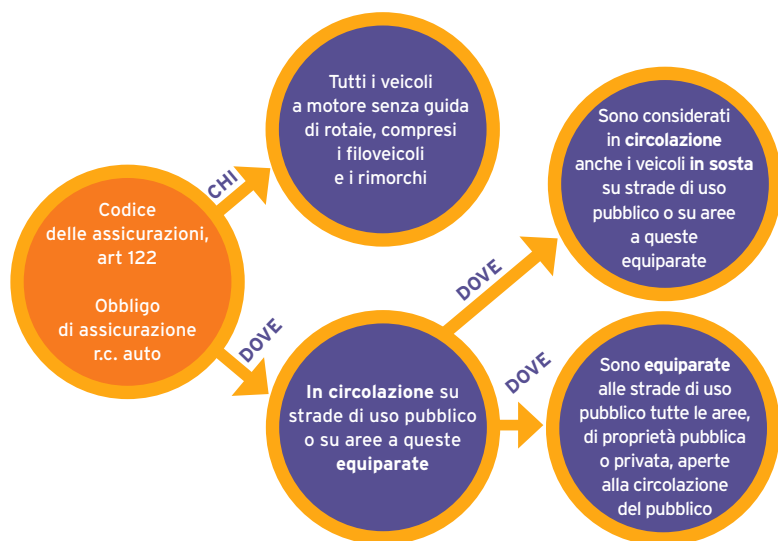 Codice
delle assicurazioni,
art 122
Obbligo
di assicurazione
r.c. auto
CHI
Tutti i veicoli
a motore senza guida
di rotaie, compresi
i filoveicoli
e i rimorchi
DOVE
In circolazione su
strade di uso pubblico
o su aree a queste
equiparate
DOVE
Sono considerati
in circolazione
anche i veicoli in sosta
su strade di uso
pubblico o su aree
a queste
equiparate
DOVE
Sono equiparate
alle strade di uso
pubblico tutte le aree,
di proprietà pubblica
o privata, aperte
alla circolazione
del pubblico